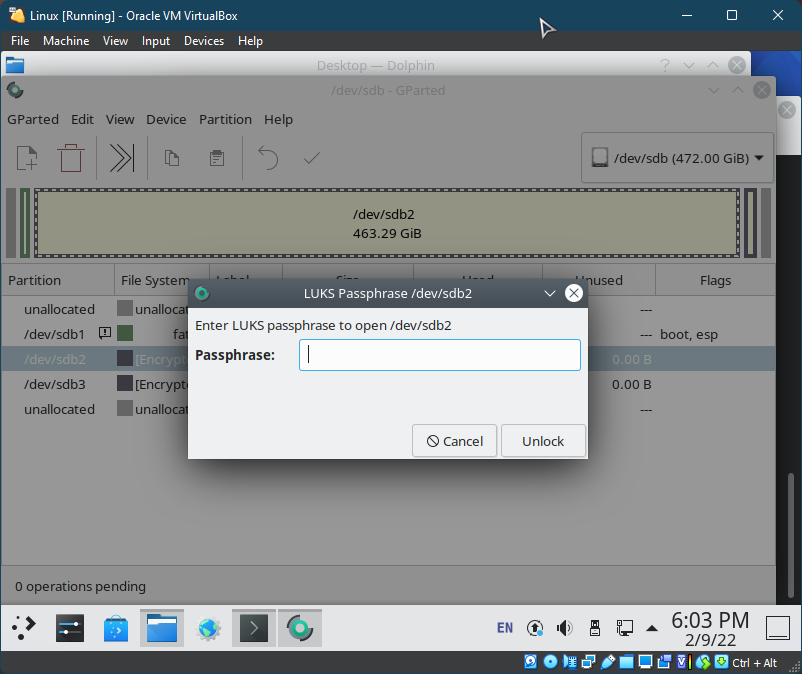 Linux [Running] - Oracle VM VirtualBox
File Machine View Input Devices Help
Desktop — Dolphin
/dev/sdb - GParted
GParted Edit View Device Partition Help
/dev/sdb (472.00 GiB)
/dev/sdb2
463.29 GiB
Partition File System Label Size Used Unused Flags
unallocated unalloca ---
/dev/sdb1 fat --- boot, esp
/dev/sdb2 [Encrypt 0.00 B
/dev/sdb3 [Encrypt 0.00 B
unallocated unalloca ---
LUKS Passphrase /dev/sdb2
Enter LUKS passphrase to open /dev/sdb2
Passphrase:
Cancel Unlock
0 operations pending
EN 6:03 PM
2/9/22
Ctrl + Alt